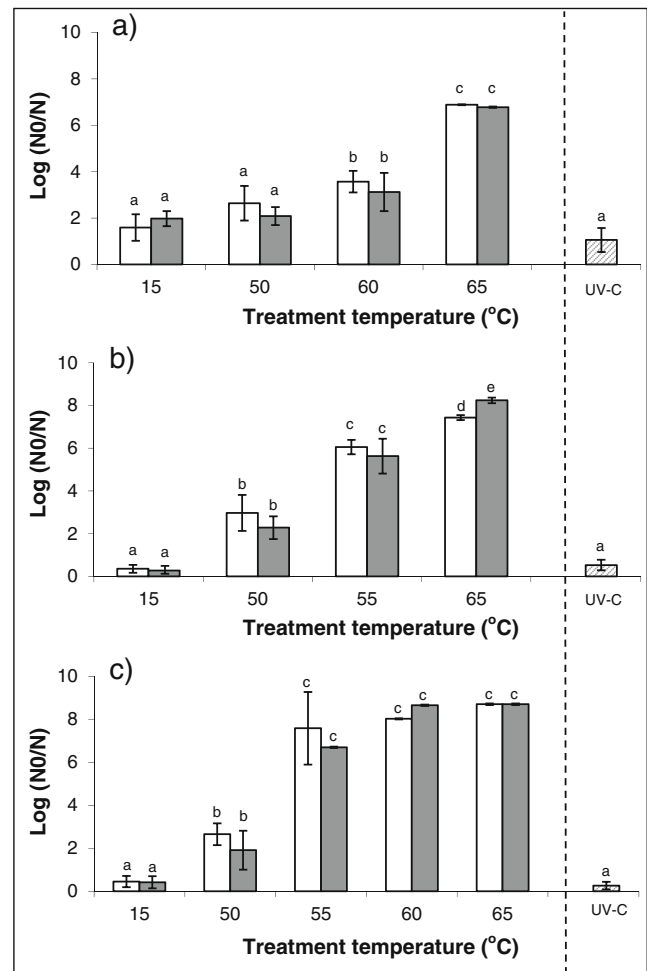 a)
Log (N0/N)
10
8
6
4
2
0
a a a a b b c c a
15 50 60 65 UV-C
Treatment temperature (°C)
b)
Log (N0/N)
10
8
6
4
2
0
a a b b c c d e a
15 50 55 65 UV-C
Treatment temperature (°C)
c)
Log (N0/N)
10
8
6
4
2
0
a a b b c c c c c c a
15 50 55 60 65 UV-C
Treatment temperature (°C)